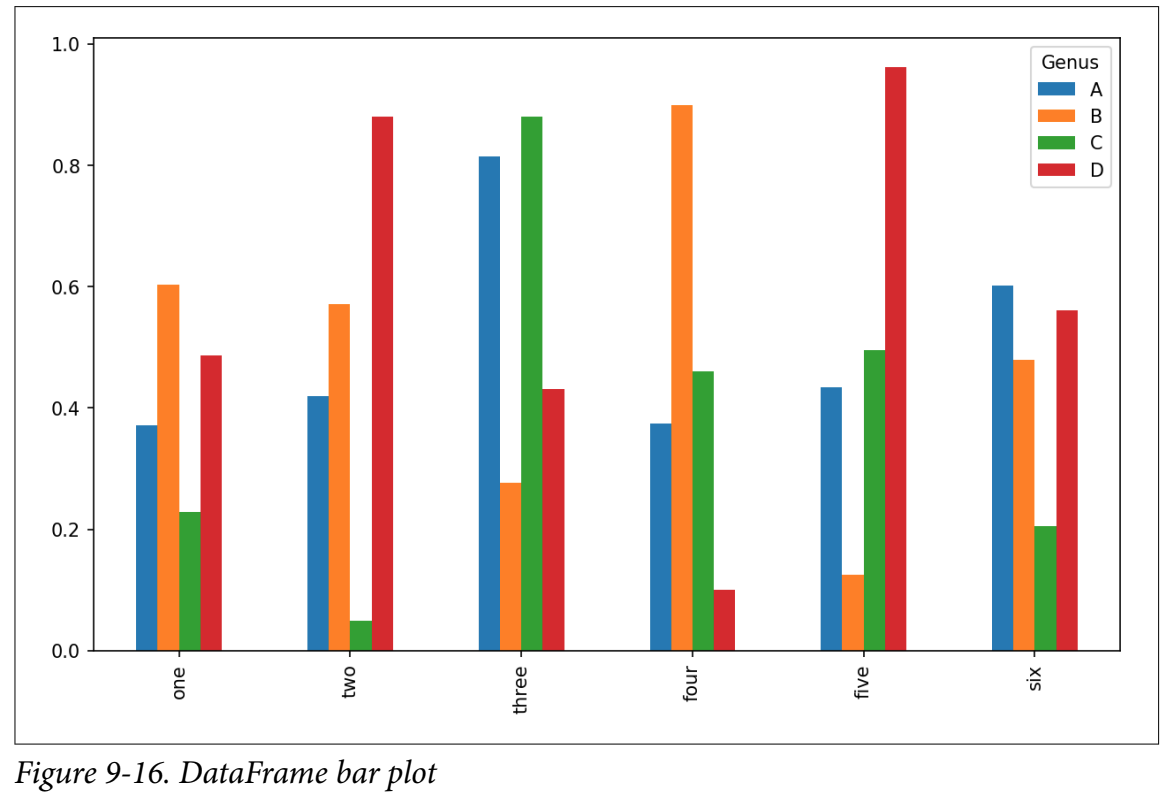 1.0
0.8
0.6
0.4
0.2
0.0
Genus
A
B
C
D
one
two
three
four
five
six
Figure 9-16. DataFrame bar plot